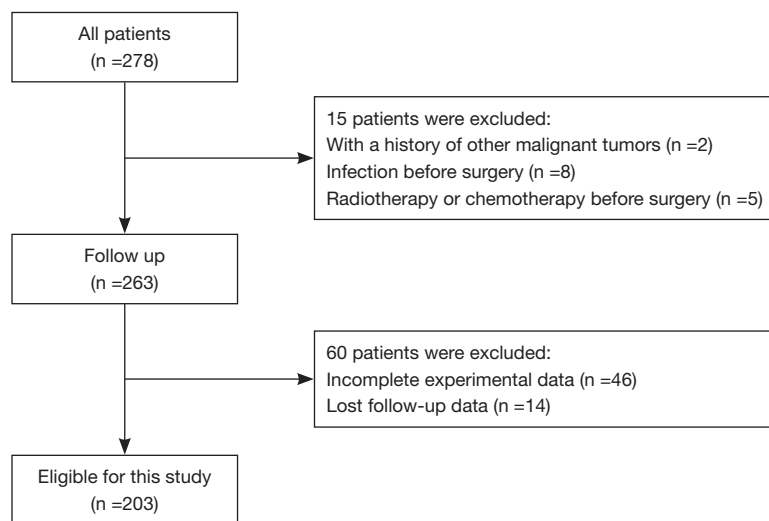 All patients
(n =278)
15 patients were excluded:
With a history of other malignant tumors (n =2)
Infection before surgery (n =8)
Radiotherapy or chemotherapy before surgery (n =5)
Follow up
(n =263)
60 patients were excluded:
Incomplete experimental data (n =46)
Lost follow-up data (n =14)
Eligible for this study
(n =203)